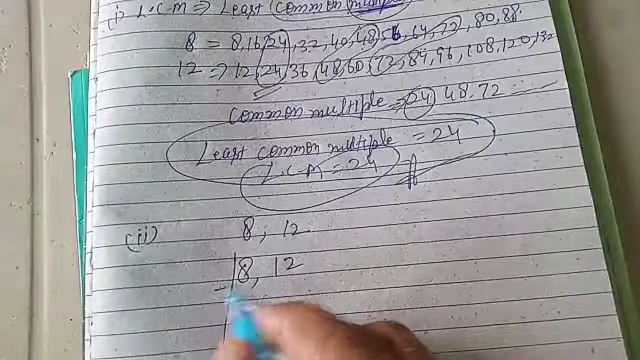 (i) L.C.M => Least Common Multiple
8 = 8,16,24,32,40,48,56,64,72,80,88
12 => 12,24,36,48,60,72,84,96,108,120,132
Common multiple = 24, 48, 72 ......
Least common multiple = 24
L.C.M = 24
(ii) 8, 12
8, 12